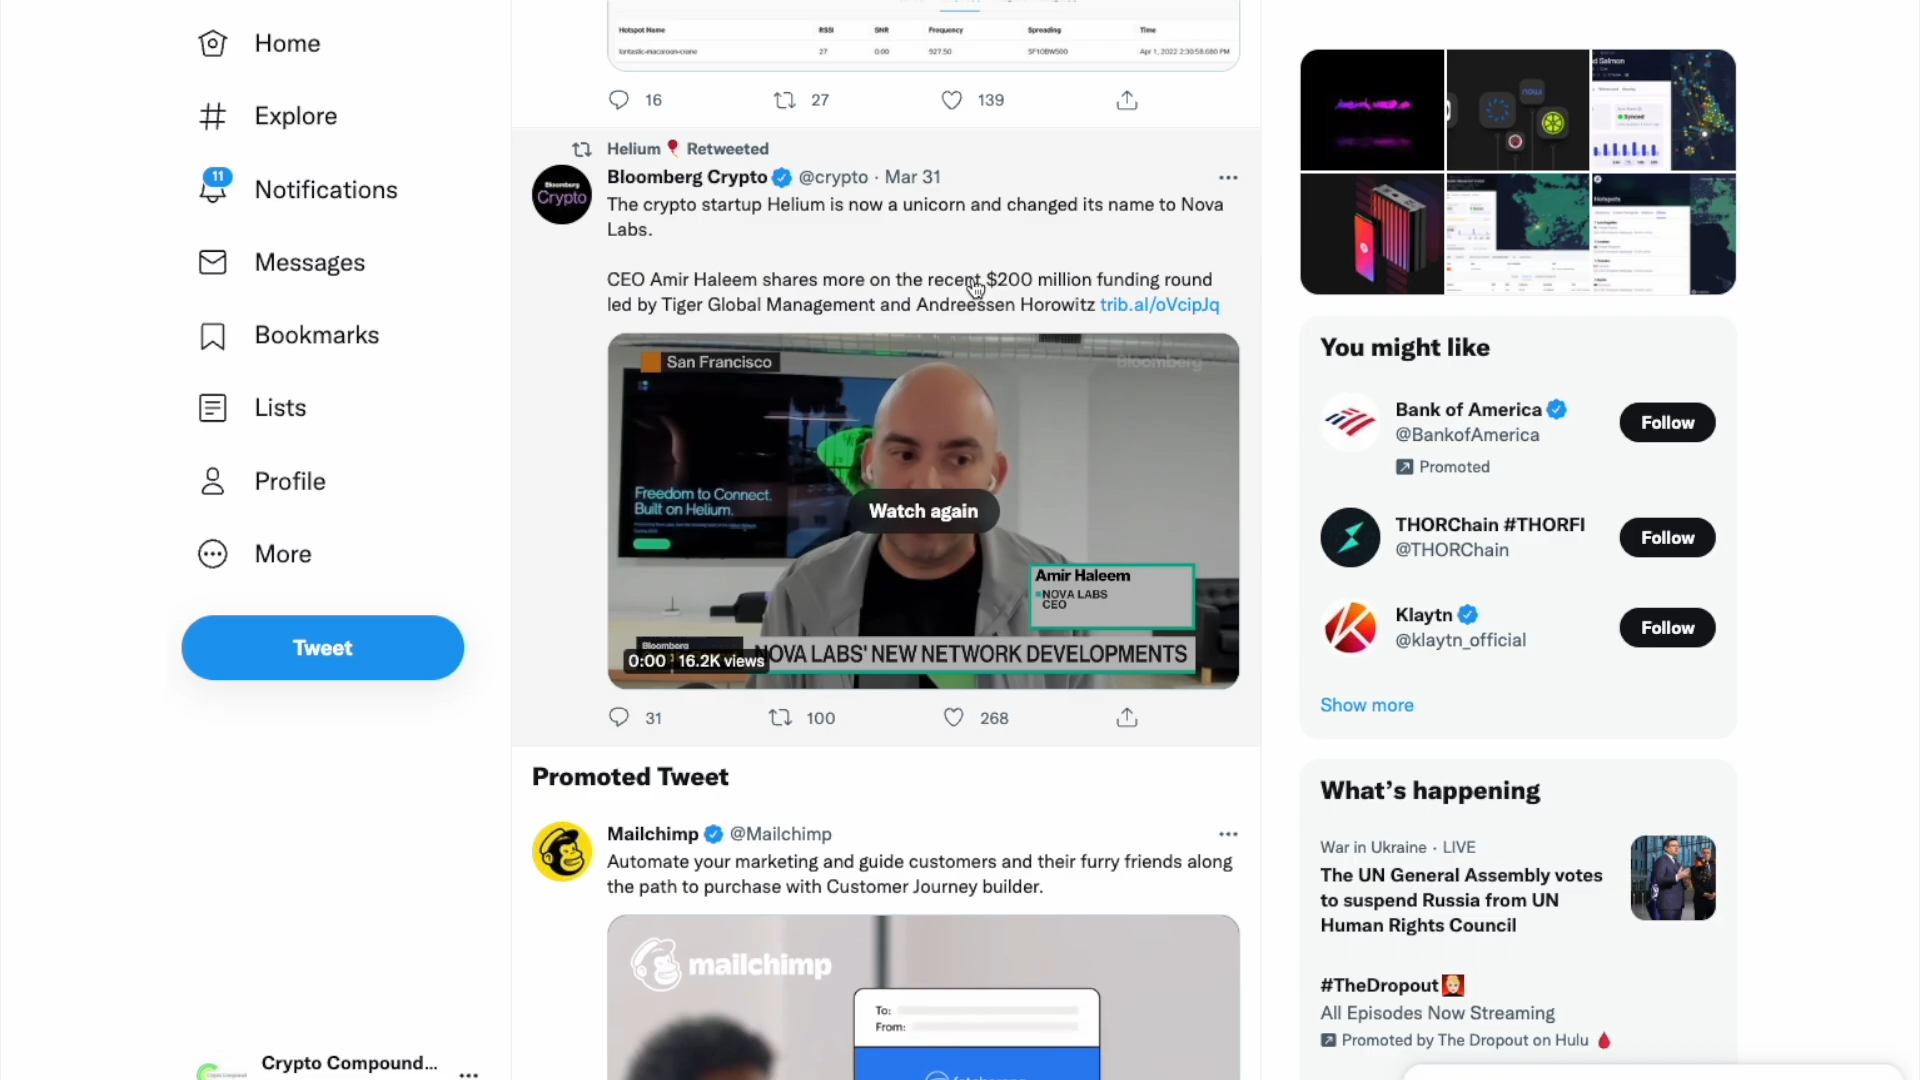 Home
Explore
11
Notifications
Messages
Bookmarks
Lists
Profile
More
Tweet
Crypto Compound...
Hotspot Name RSSI SNR Frequency Spreading Time
fantastic-macaroon-crane 27 0.00 927.50 SF10BW500 Apr 1, 2022 2:30:58.680 PM
16 27 139
Helium Retweeted
Bloomberg Crypto @crypto · Mar 31
Bloomberg
Crypto
The crypto startup Helium is now a unicorn and changed its name to Nova
Labs.
CEO Amir Haleem shares more on the recent $200 million funding round
led by Tiger Global Management and Andreessen Horowitz trib.al/oVcipJq
San Francisco
Bloomberg
Freedom to Connect.
Built on Helium.
Watch again
Amir Haleem
NOVA LABS
CEO
Bloomberg
0:00 16.2K views
NOVA LABS' NEW NETWORK DEVELOPMENTS
31 100 268
Promoted Tweet
Mailchimp @Mailchimp
Automate your marketing and guide customers and their furry friends along
the path to purchase with Customer Journey builder.
mailchimp
To:
From:
nowi
Synced
Hotspots
You might like
Bank of America
@BankofAmerica
Promoted
Follow
THORChain #THORFI
@THORChain
Follow
Klaytn
@klaytn_official
Follow
Show more
What's happening
War in Ukraine · LIVE
The UN General Assembly votes
to suspend Russia from UN
Human Rights Council
#TheDropout
All Episodes Now Streaming
Promoted by The Dropout on Hulu